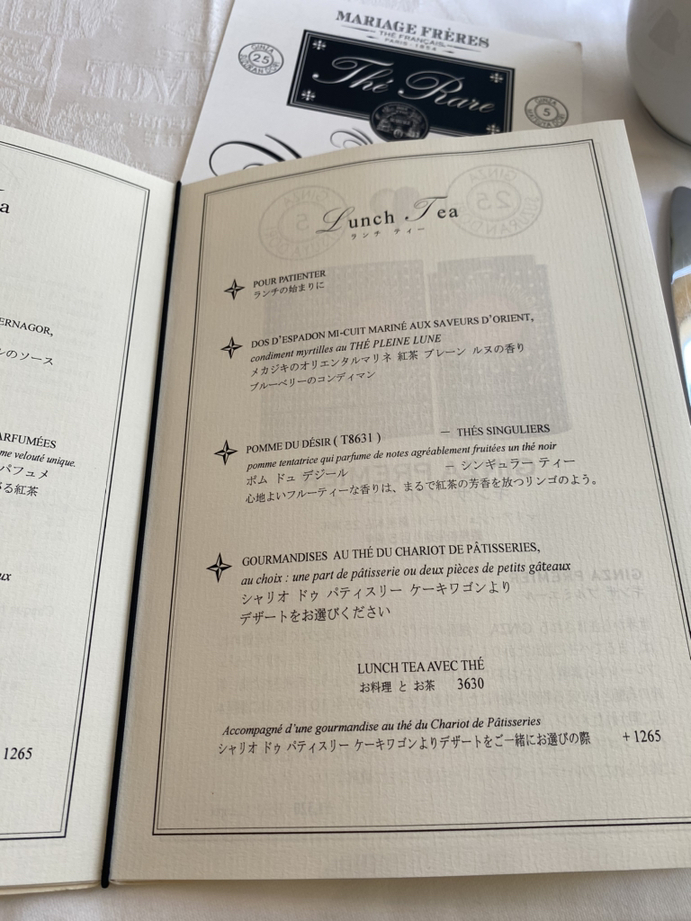 MARIAGE FRÈRES
THÉ FRANÇAIS
PARIS · 1854
GINZA
25
5
Thé Rare
a
ERNAGOR,
ルのソース
ARFUMÉES
me velouté unique.
パフュメ
る紅茶
ux
1265
Lunch Tea
ランチ ティー
POUR PATIENTER
ランチの始まりに
DOS D'ESPADON MI-CUIT MARINÉ AUX SAVEURS D'ORIENT,
condiment myrtilles au THÉ PLEINE LUNE
メカジキのオリエンタルマリネ 紅茶 プレーン ルヌの香り
ブルーベリーのコンディマン
POMME DU DÉSIR ( T8631 ) – THÉS SINGULIERS
pomme tentatrice qui parfume de notes agréablement fruitées un thé noir
ポム ドュ デジール – シンギュラー ティー
心地よいフルーティーな香りは、まるで紅茶の芳香を放つリンゴのよう。
GOURMANDISES AU THÉ DU CHARIOT DE PÂTISSERIES,
au choix : une part de pâtisserie ou deux pièces de petits gâteaux
シャリオ ドゥ パティスリー ケーキワゴンより
デザートをお選びください
LUNCH TEA AVEC THÉ
お料理 と お茶 3630
Accompagné d'une gourmandise au thé du Chariot de Pâtisseries
シャリオ ドゥ パティスリー ケーキワゴンよりデザートをご一緒にお選びの際 + 1265